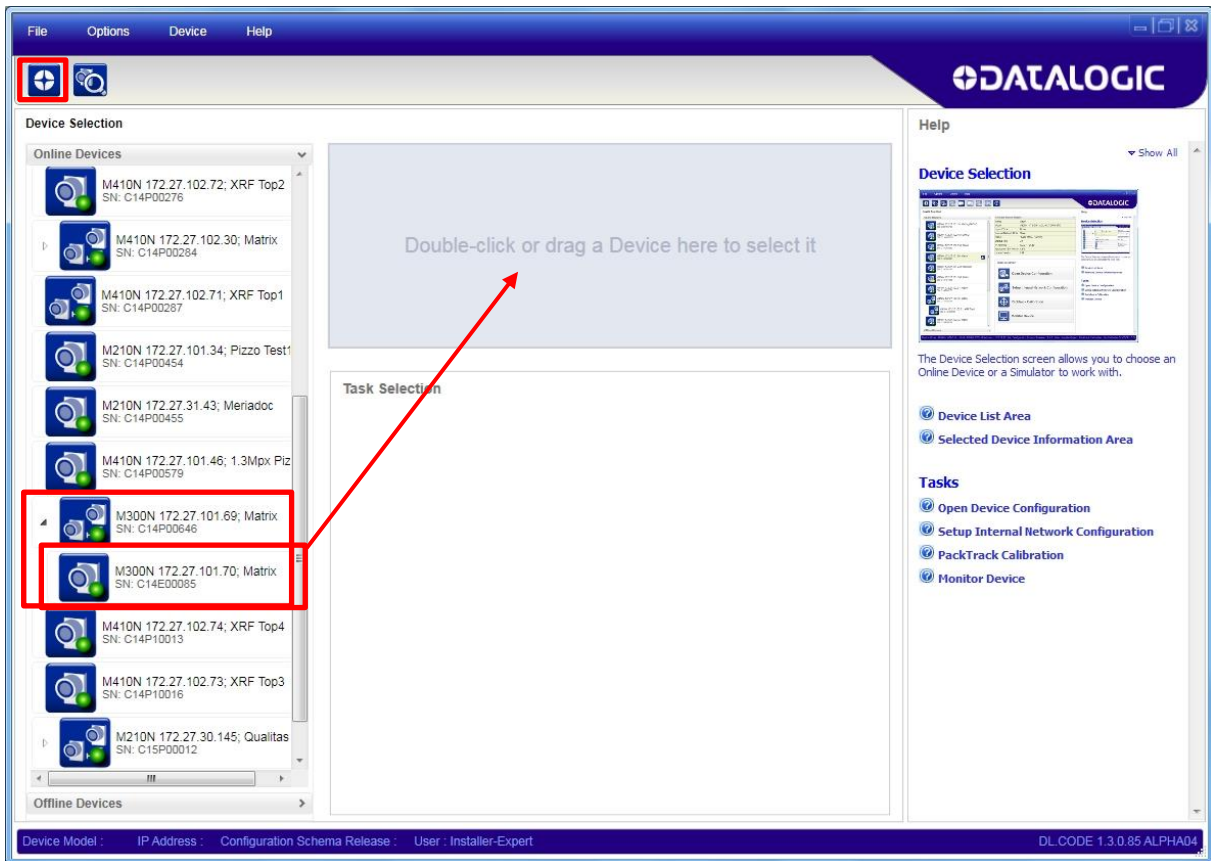 File Options Device Help
DATALOGIC
Device Selection
Online Devices
M410N 172.27.102.72; XRF Top2
SN: C14P00276
M410N 172.27.102.30; Matrix
SN: C14P00284
M410N 172.27.102.71; XRF Top1
SN: C14P00287
M210N 172.27.101.34; Pizzo Test1
SN: C14P00454
M210N 172.27.31.43; Meriadoc
SN: C14P00455
M410N 172.27.101.46; 1.3Mpx Piz
SN: C14P00579
M300N 172.27.101.69; Matrix
SN: C14P00646
M300N 172.27.101.70; Matrix
SN: C14E00085
M410N 172.27.102.74; XRF Top4
SN: C14P10013
M410N 172.27.102.73; XRF Top3
SN: C14P10016
M210N 172.27.30.145; Qualitas
SN: C15P00012
Offline Devices
Double-click or drag a Device here to select it
Task Selection
Help
Show All
Device Selection
DATALOGIC
The Device Selection screen allows you to choose an
Online Device or a Simulator to work with.
Device List Area
Selected Device Information Area
Tasks
Open Device Configuration
Setup Internal Network Configuration
PackTrack Calibration
Monitor Device
Device Model : IP Address : Configuration Schema Release : User : Installer-Expert
DL.CODE 1.3.0.85 ALPHA04